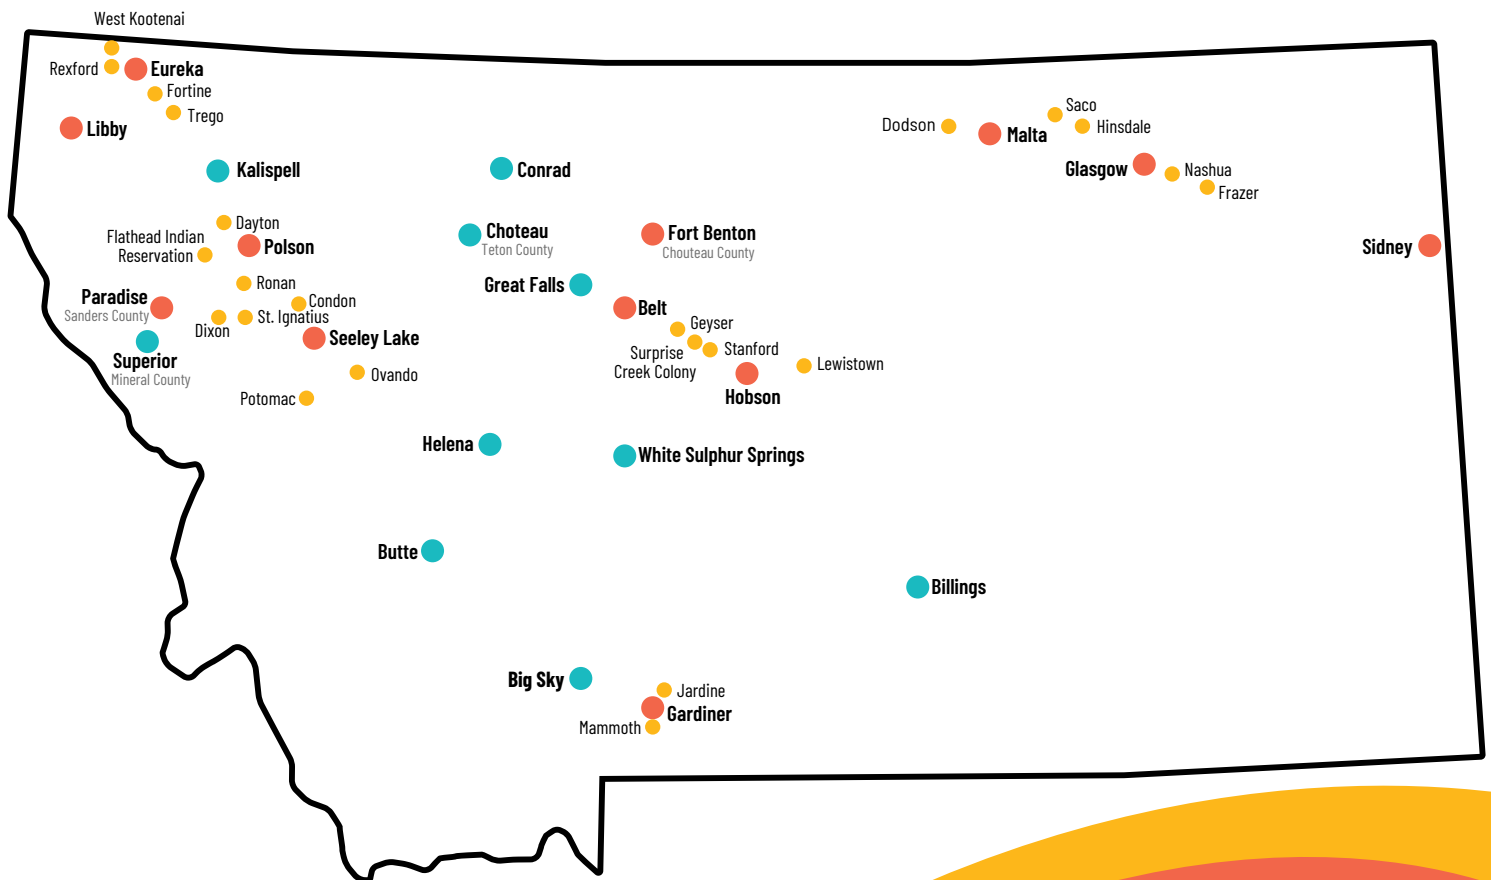 West Kootenai
Rexford
Eureka
Fortine
Trego
Libby
Kalispell
Conrad
Dodson
Malta
Saco
Hinsdale
Glasgow
Nashua
Frazer
Dayton
Flathead Indian
Reservation
Polson
Choteau
Teton County
Fort Benton
Chouteau County
Sidney
Great Falls
Ronan
Paradise
Sanders County
Condon
Dixon
St. Ignatius
Belt
Geyser
Superior
Mineral County
Seeley Lake
Surprise
Creek Colony
Stanford
Lewistown
Ovando
Hobson
Potomac
Helena
White Sulphur Springs
Butte
Billings
Big Sky
Jardine
Gardiner
Mammoth